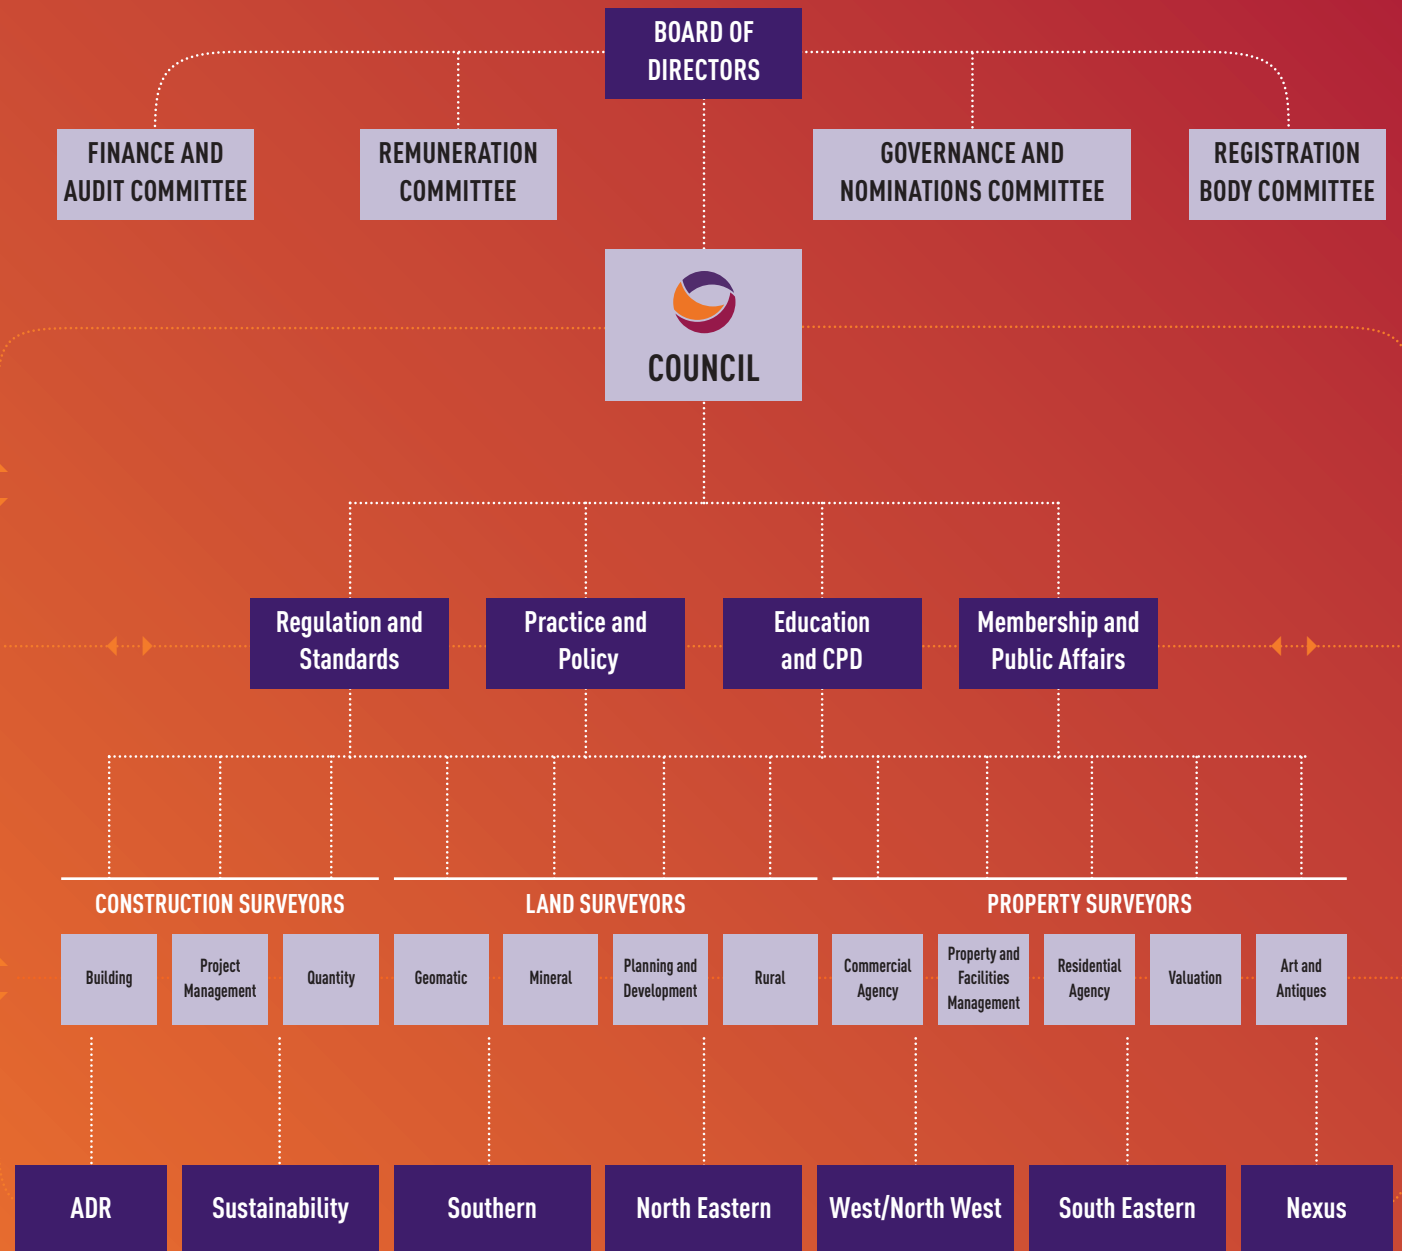 BOARD OF
DIRECTORS
FINANCE AND
AUDIT COMMITTEE
REMUNERATION
COMMITTEE
GOVERNANCE AND
NOMINATIONS COMMITTEE
REGISTRATION
BODY COMMITTEE
COUNCIL
Regulation and
Standards
Practice and
Policy
Education
and CPD
Membership and
Public Affairs
CONSTRUCTION SURVEYORS
LAND SURVEYORS
PROPERTY SURVEYORS
Building
Project
Management
Quantity
Geomatic
Mineral
Planning and
Development
Rural
Commercial
Agency
Property and
Facilities
Management
Residential
Agency
Valuation
Art and
Antiques
ADR
Sustainability
Southern
North Eastern
West/North West
South Eastern
Nexus